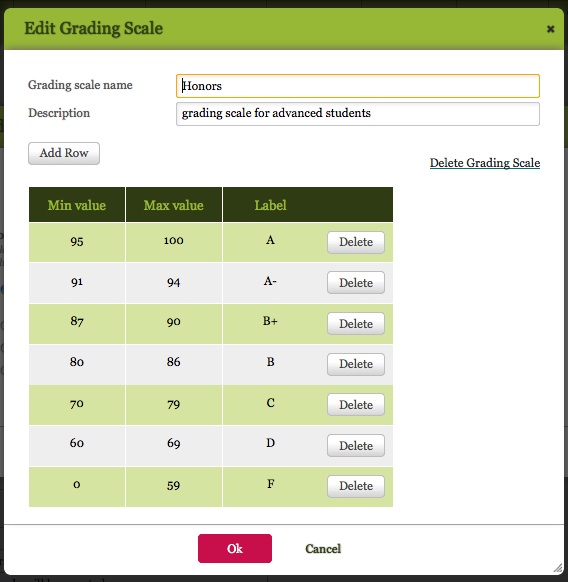 Edit Grading Scale
Grading scale name Honors
Description grading scale for advanced students
Add Row
Delete Grading Scale
Min value Max value Label
95 100 A Delete
91 94 A- Delete
87 90 B+ Delete
80 86 B Delete
70 79 C Delete
60 69 D Delete
0 59 F Delete
Ok Cancel